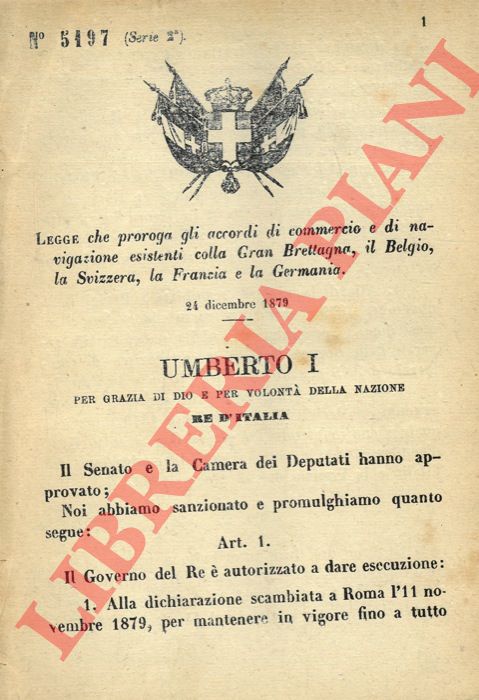 1
Nº 5197 (Serie 2ª).
LEGGE che proroga gli accordi di commercio e di na-
vigazione esistenti colla Gran Brettagna, il Belgio,
la Svizzera, la Francia e la Germania.
24 dicembre 1879
UMBERTO I
PER GRAZIA DI DIO E PER VOLONTÀ DELLA NAZIONE
RE D'ITALIA
Il Senato e la Camera dei Deputati hanno ap-
provato;
Noi abbiamo sanzionato e promulghiamo quanto
segue:
Art. 1.
Il Governo del Re è autorizzato a dare esecuzione:
1. Alla dichiarazione scambiata a Roma l'11 no-
vembre 1879, per mantenere in vigore fino a tutto
LIBRERIA PIANI